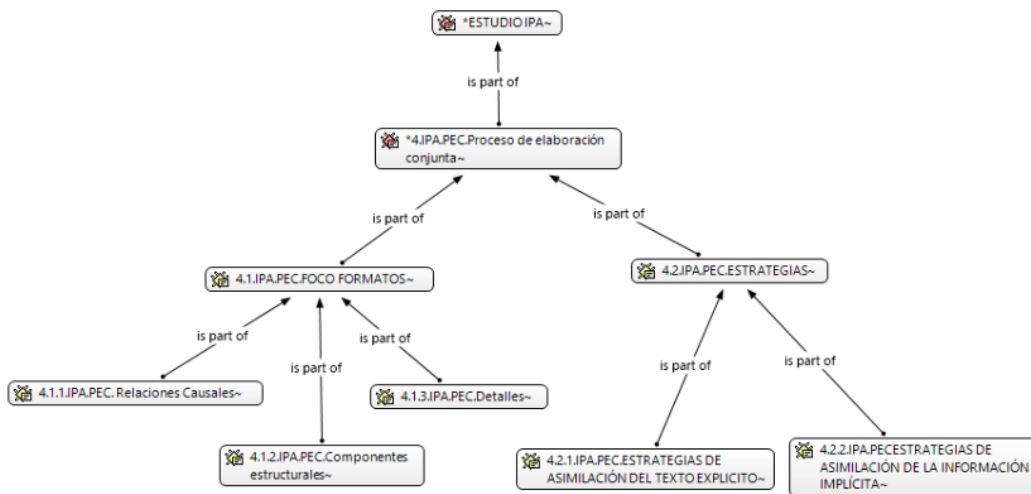 *ESTUDIO IPA~
is part of
*4.IPA.PEC.Proceso de elaboración
conjunta~
is part of
is part of
4.1.IPA.PEC.FOCO FORMATOS~
4.2.IPA.PEC.ESTRATEGIAS~
is part of
is part of
is part of
is part of
is part of
4.1.1.IPA.PEC. Relaciones Causales~
4.1.3.IPA.PEC.Detalles~
4.1.2.IPA.PEC.Componentes
estructurales~
4.2.1.IPA.PEC.ESTRATEGIAS DE
ASIMILACIÓN DEL TEXTO EXPLICITO~
4.2.2.IPA.PECESTRATEGIAS DE
ASIMILACIÓN DE LA INFORMACIÓN
IMPLÍCITA~